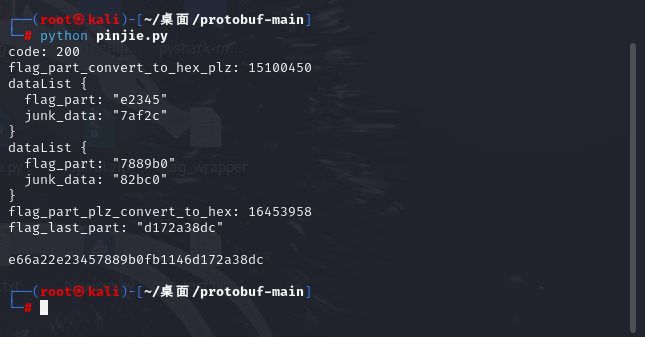 ┌──(root㉿kali)-[~/桌面/protobuf-main]
└─# python pinjie.py
code: 200
flag_part_convert_to_hex_plz: 15100450
dataList {
  flag_part: "e2345"
  junk_data: "7af2c"
}
dataList {
  flag_part: "7889b0"
  junk_data: "82bc0"
}
flag_part_plz_convert_to_hex: 16453958
flag_last_part: "d172a38dc"

e66a22e23457889b0fb1146d172a38dc

┌──(root㉿kali)-[~/桌面/protobuf-main]
└─#